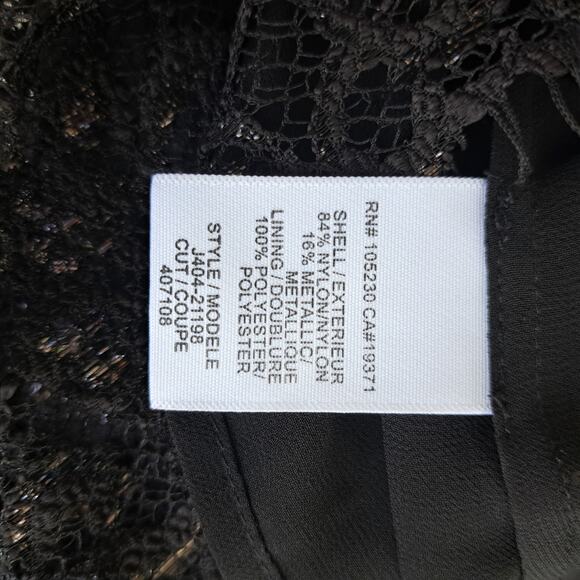 RN# 105230 CA#19371
SHELL / EXTERIEUR
84% NYLON/NYLON
16% METALLIC/
METALLIQUE
LINING / DOUBLURE
100% POLYESTER/
POLYESTER
STYLE / MODELE
J404-21198
CUT / COUPE
407108